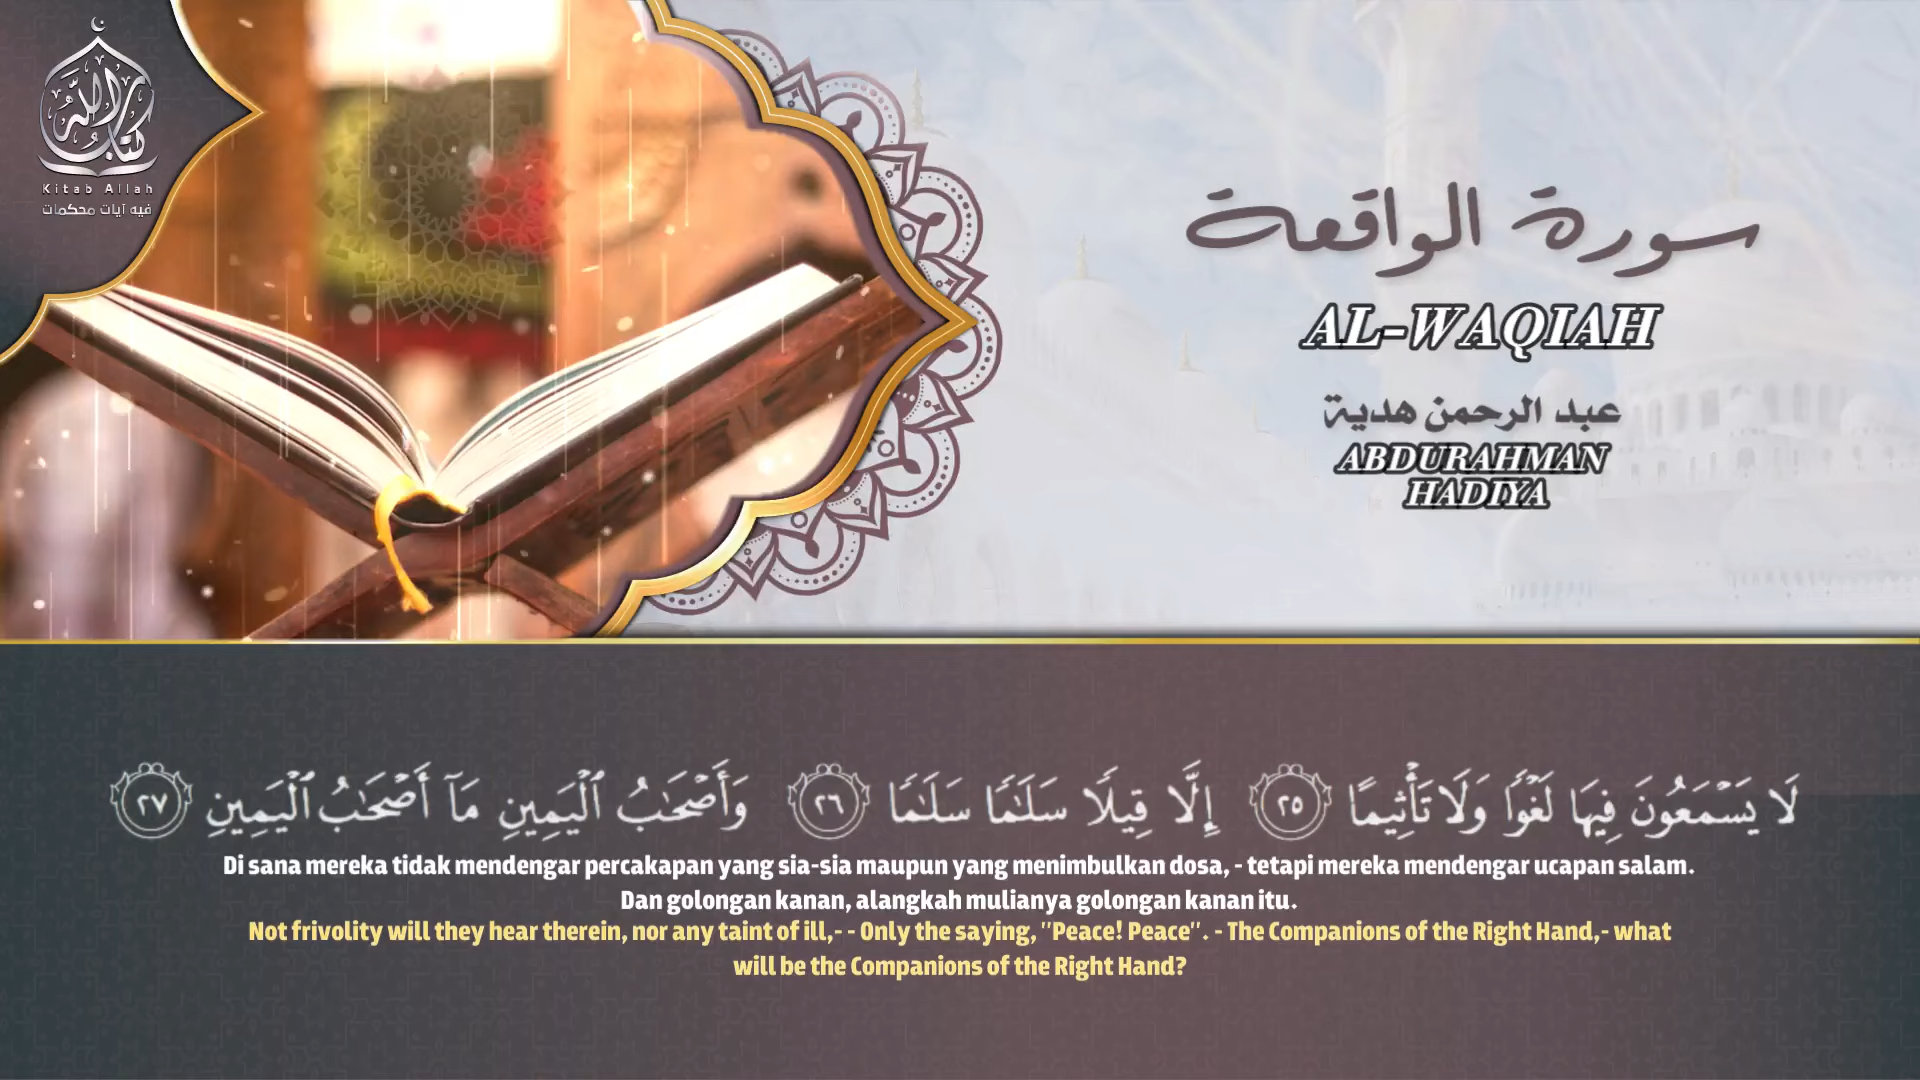 كتاب الله
Kitab Allah
فيه آيات محكمات
سورة الواقعة
AL-WAQIAH
عبد الرحمن هدية
ABDURAHMAN
HADIYA
لَا يَسۡمَعُونَ فِيهَا لَغۡوٗا وَلَا تَأۡثِيمًا ٢٥ إِلَّا قِيلٗا سَلَٰمٗا سَلَٰمٗا ٢٦ وَأَصۡحَٰبُ ٱلۡيَمِينِ مَآ أَصۡحَٰبُ ٱلۡيَمِينِ ٢٧
Di sana mereka tidak mendengar percakapan yang sia-sia maupun yang menimbulkan dosa, - tetapi mereka mendengar ucapan salam.
Dan golongan kanan, alangkah mulianya golongan kanan itu.
Not frivolity will they hear therein, nor any taint of ill,- - Only the saying, "Peace! Peace". - The Companions of the Right Hand,- what
will be the Companions of the Right Hand?